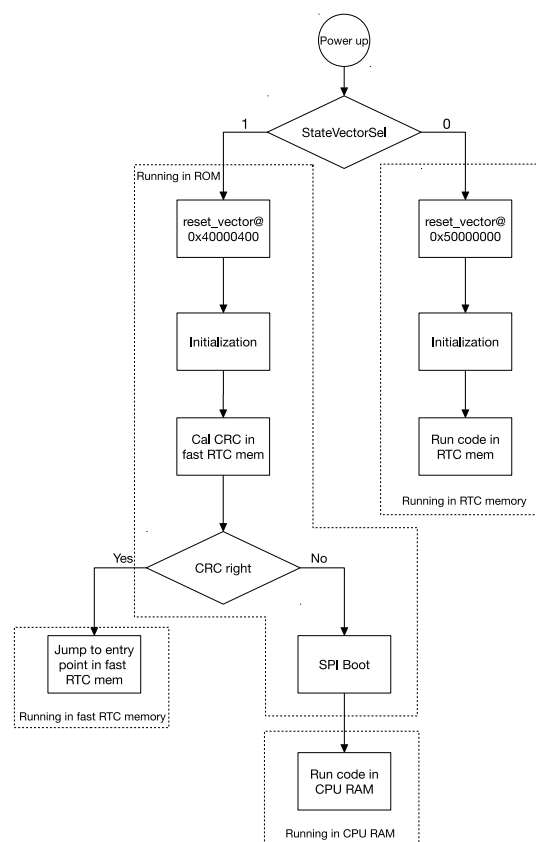 Power up
1
StateVectorSel
0
Running in ROM
reset_vector@
0x40000400
reset_vector@
0x50000000
Initialization
Initialization
Cal CRC in
fast RTC mem
Run code in
RTC mem
Running in RTC memory
Yes
CRC right
No
Jump to entry
point in fast
RTC mem
SPI Boot
Running in fast RTC memory
Run code in
CPU RAM
Running in CPU RAM